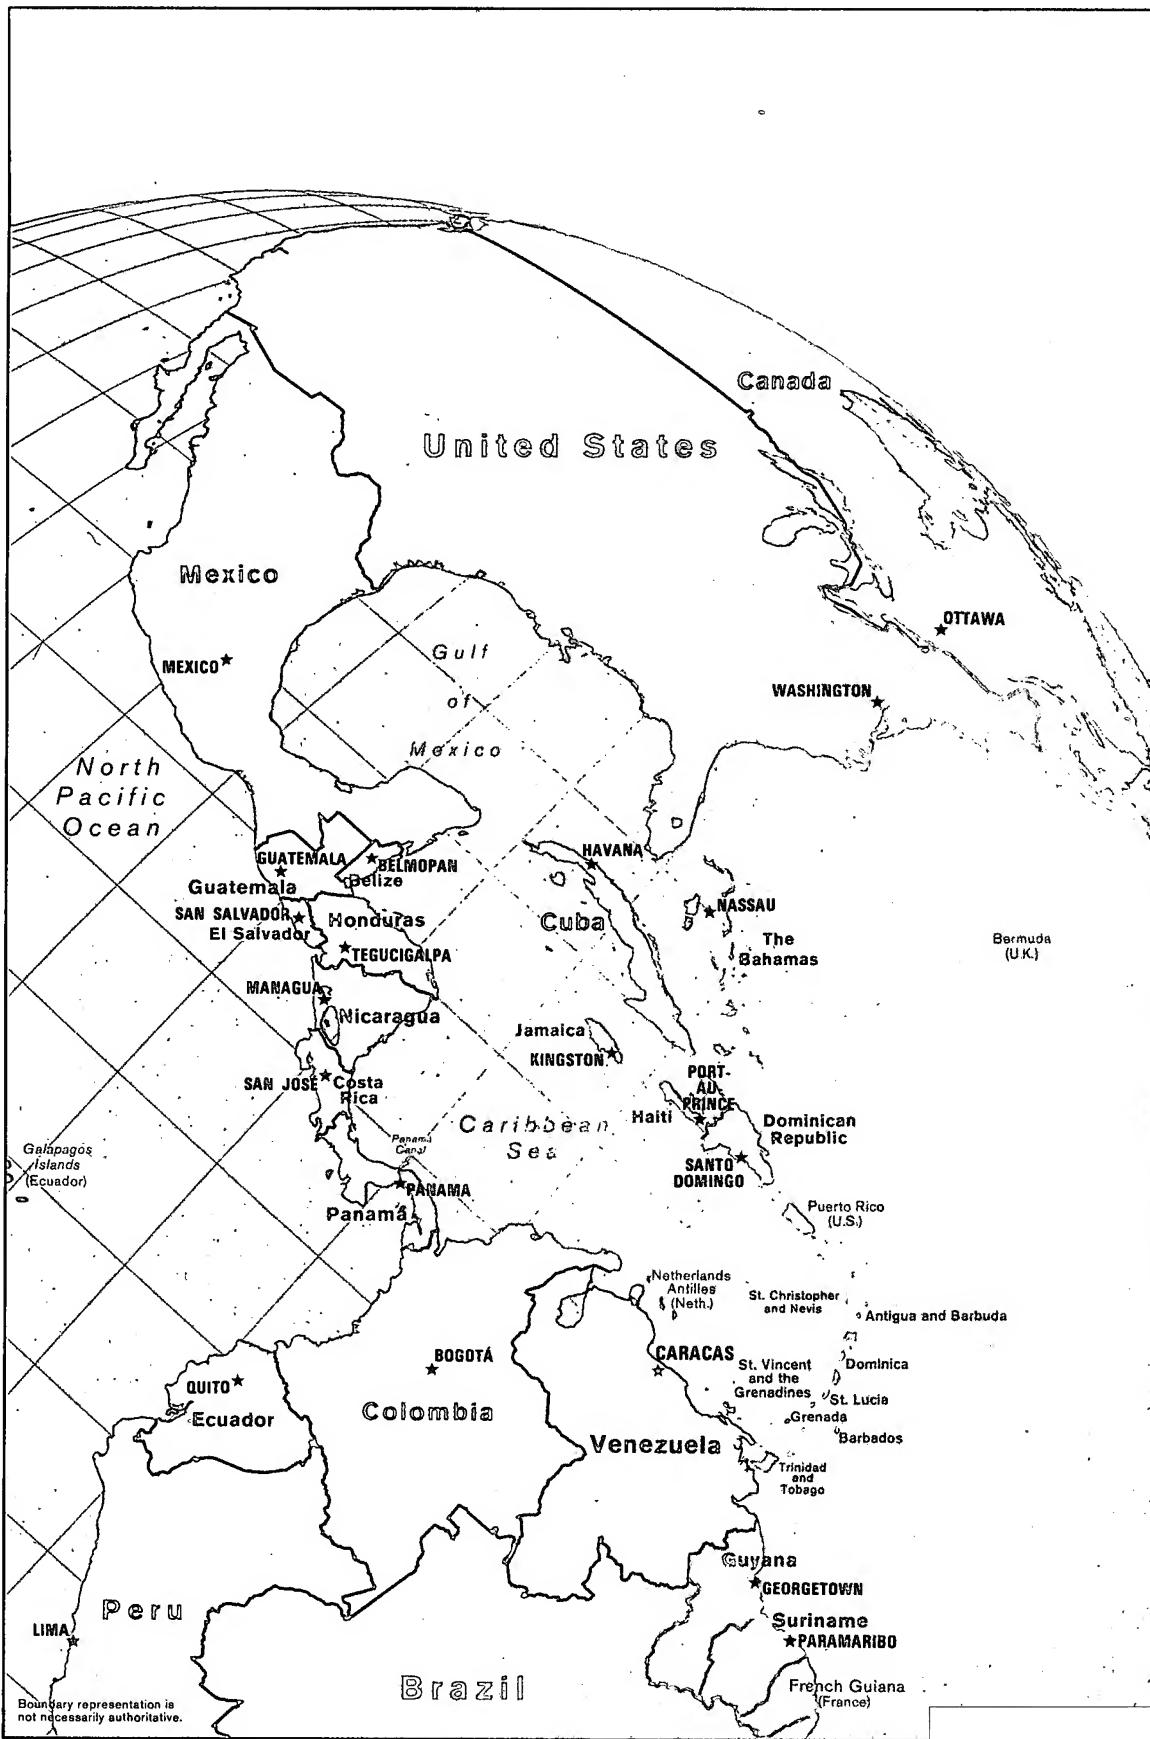 Canada
United States
Mexico
MEXICO
Gulf
of
Mexico
OTTAWA
WASHINGTON
North
Pacific
Ocean
GUATEMALA
Guatemala
BELMOPAN
Belize
HAVANA
Cuba
NASSAU
The
Bahamas
Bermuda
(U.K.)
SAN SALVADOR
El Salvador
Honduras
TEGUCIGALPA
MANAGUA
Nicaragua
Jamaica
KINGSTON
SAN JOSÉ
Costa
Rica
PORT-
AU-
PRINCE
Haiti
Dominican
Republic
SANTO
DOMINGO
Caribbean
Sea
Panama
Canal
PANAMA
Panamá
Galapagos
Islands
(Ecuador)
Puerto Rico
(U.S.)
Netherlands
Antilles
(Neth.)
St. Christopher
and Nevis
Antigua and Barbuda
Dominica
St. Vincent
and the
Grenadines
St. Lucia
Grenada
Barbados
Trinidad
and
Tobago
CARACAS
Venezuela
BOGOTÁ
Colombia
QUITO
Ecuador
Guyana
GEORGETOWN
Suriname
PARAMARIBO
French Guiana
(France)
Peru
LIMA
Brazil
Boundary representation is
not necessarily authoritative.